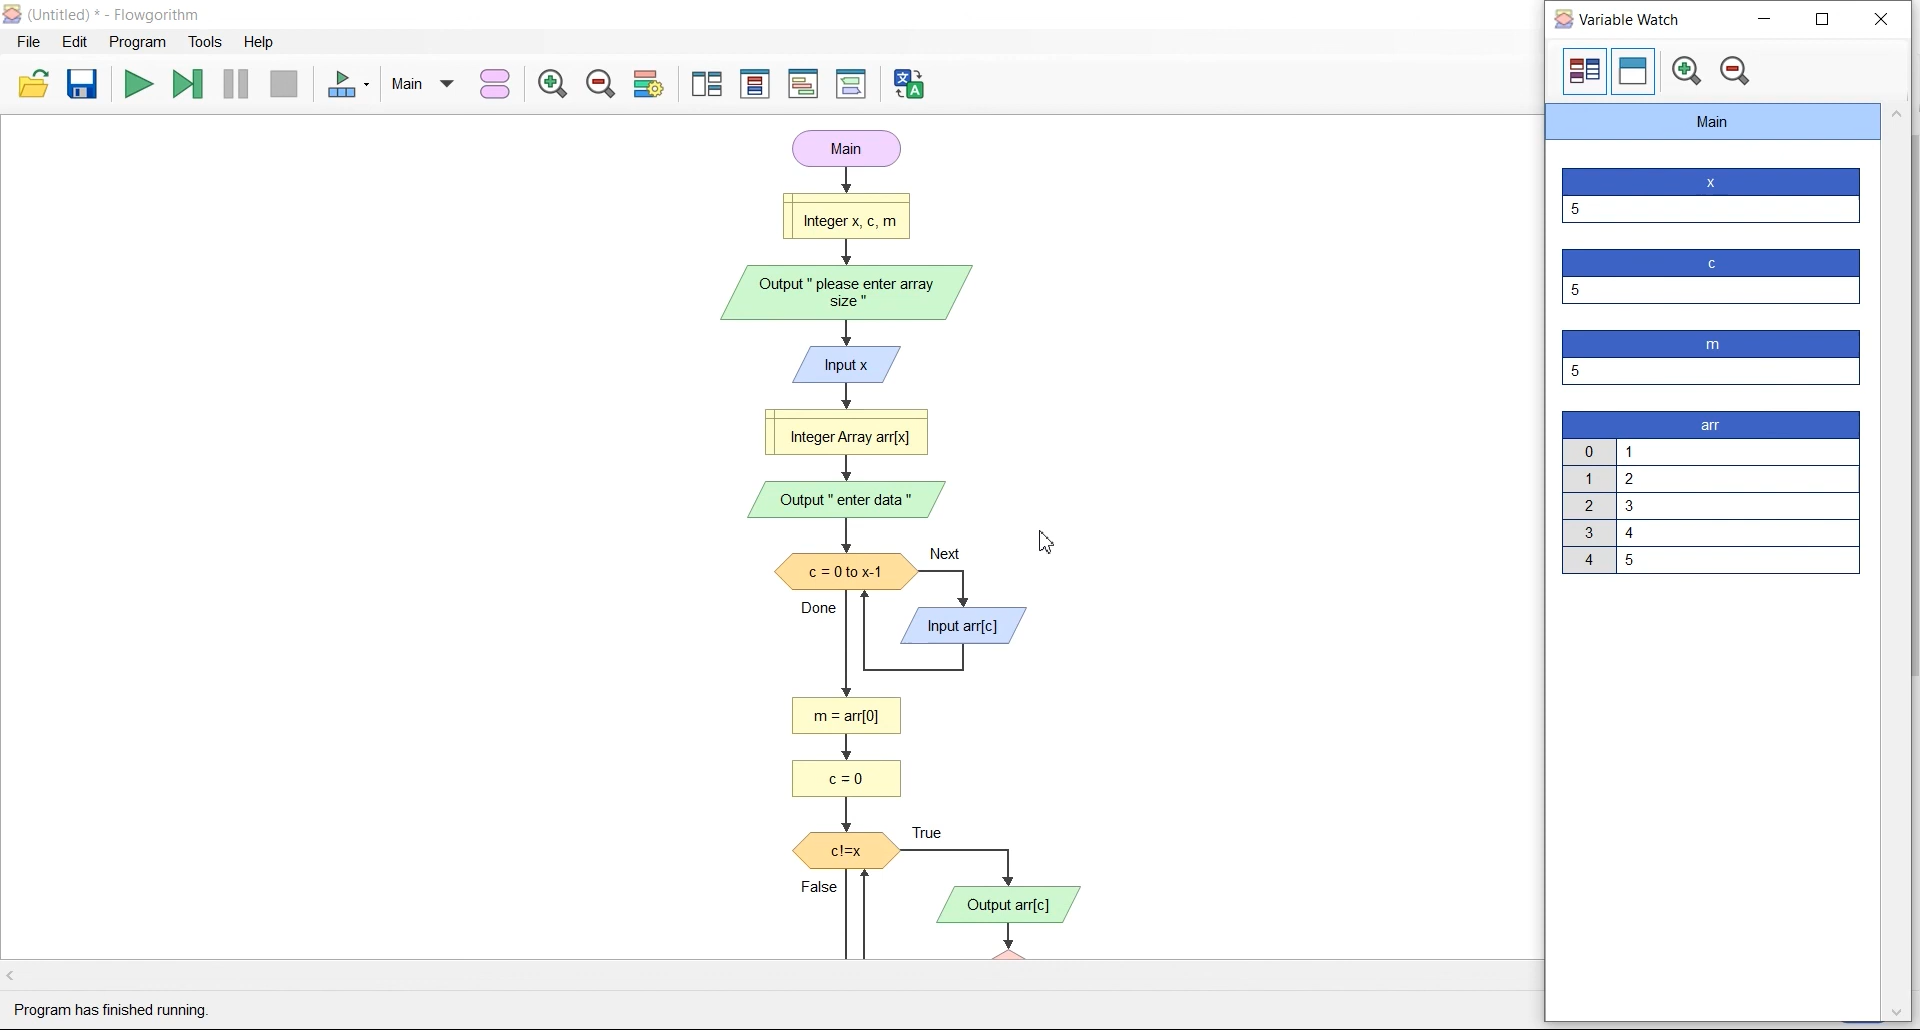 (Untitled) * - Flowgorithm
File Edit Program Tools Help
Main
Main
Integer x, c, m
Output " please enter array
size "
Input x
Integer Array arr[x]
Output " enter data "
Next
c = 0 to x-1
Done
Input arr[c]
m = arr[0]
c = 0
True
c!=x
False
Output arr[c]
Program has finished running.
Variable Watch
Main
x
5
c
5
m
5
arr
0 1
1 2
2 3
3 4
4 5